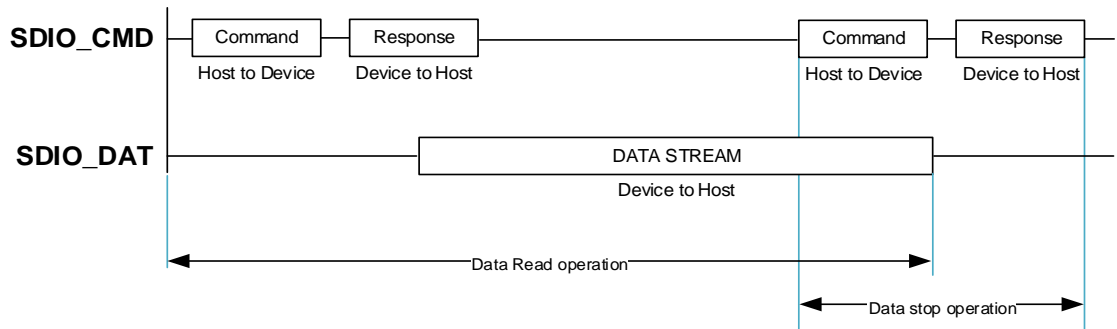 SDIO_CMD
Command
Response
Command
Response
Host to Device
Device to Host
Host to Device
Device to Host
SDIO_DAT
DATA STREAM
Device to Host
Data Read operation
Data stop operation